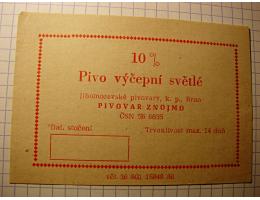 10 %
Pivo výčepní světlé
Jihomoravské pivovary, k. p., Brno
PIVOVAR ZNOJMO
ČSN 56 6635
Dat. stočení
Trvanlivost max. 14 dnů